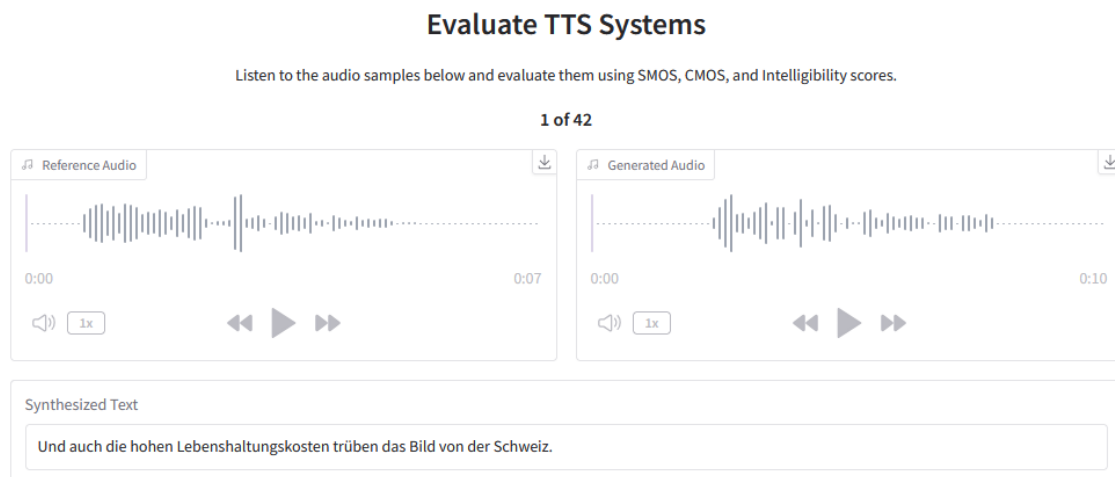 Evaluate TTS Systems
Listen to the audio samples below and evaluate them using SMOS, CMOS, and Intelligibility scores.
1 of 42
Reference Audio
0:00
0:07
1x
Generated Audio
0:00
0:10
1x
Synthesized Text
Und auch die hohen Lebenshaltungskosten trüben das Bild von der Schweiz.